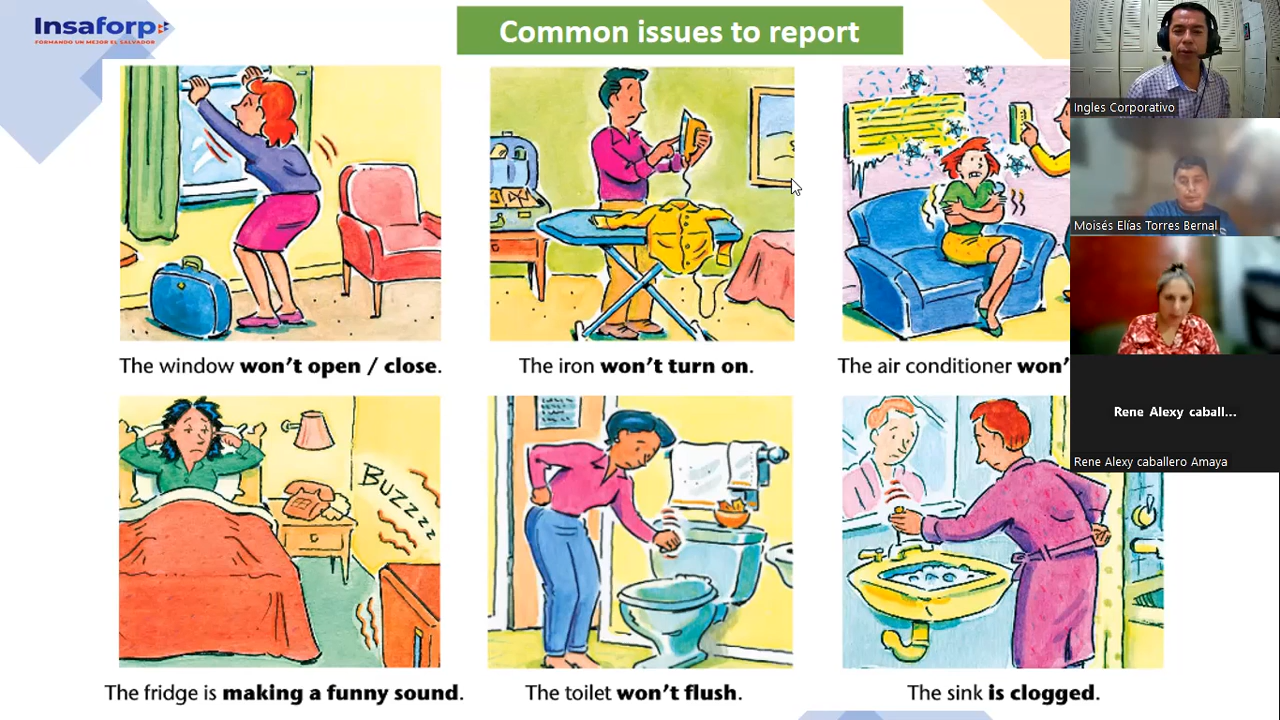 Insaforp
FORMANDO UN MEJOR EL SALVADOR
Common issues to report
The window won't open / close.
The iron won't turn on.
The air conditioner won'
BUZZzzz
The fridge is making a funny sound.
The toilet won't flush.
The sink is clogged.
Ingles Corporativo
Moisés Elías Torres Bernal
Rene Alexy caball...
Rene Alexy caballero Amaya